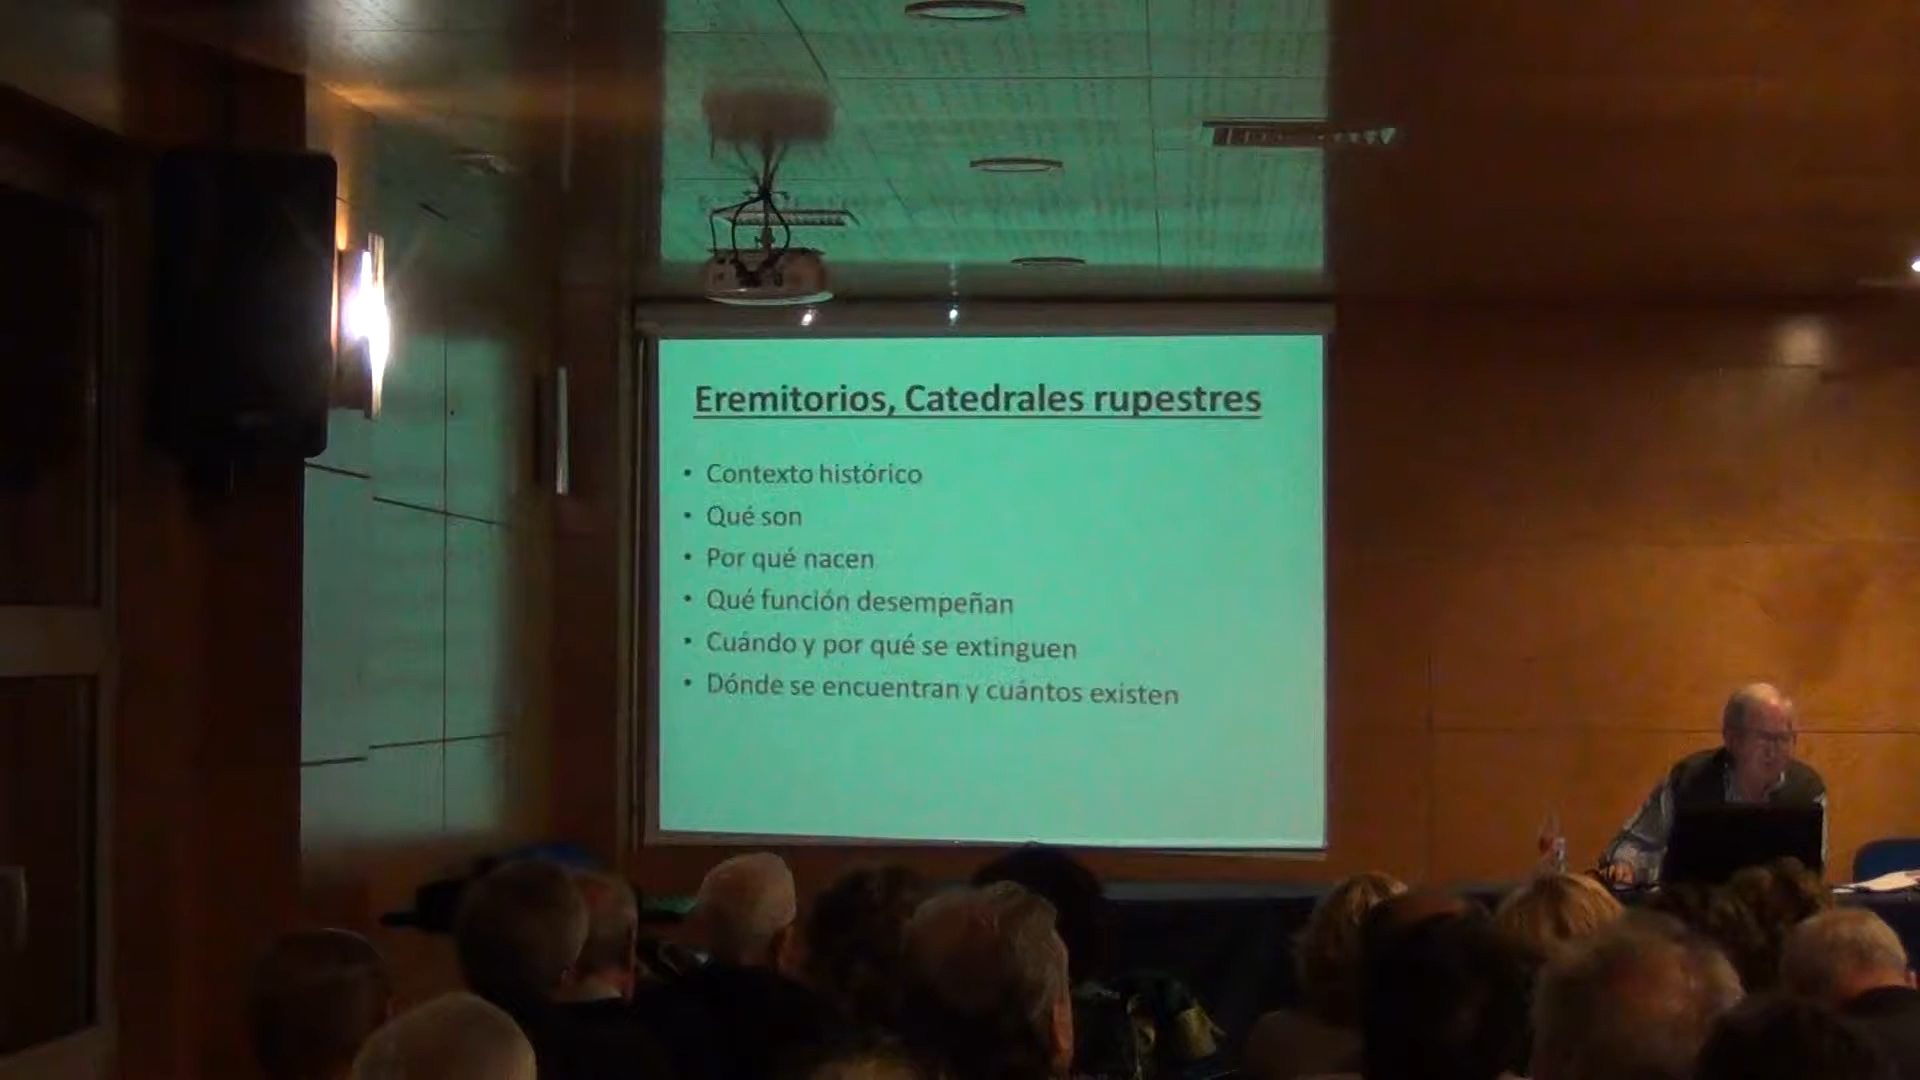 Eremitorios, Catedrales rupestres
• Contexto histórico
• Qué son
• Por qué nacen
• Qué función desempeñan
• Cuándo y por qué se extinguen
• Dónde se encuentran y cuántos existen